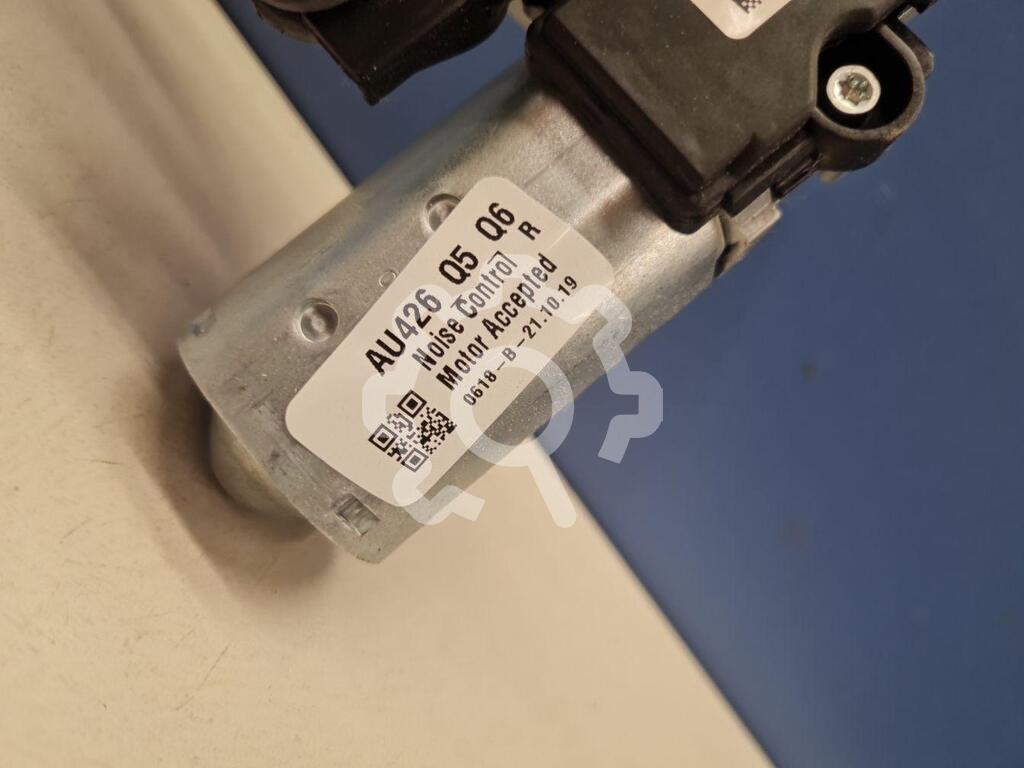 AU426 Q5 Q6
Noise Control R
Motor Accepted
0618-B-21.10.19